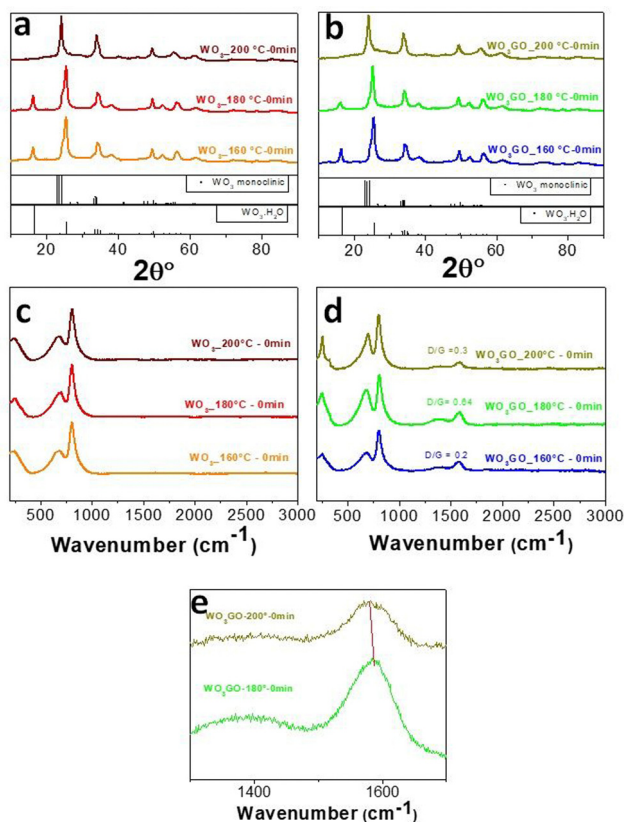 a
WO₃_200 °C-0min
WO₃_180 °C-0min
WO₃_160 °C-0min
• WO₃ monoclinic
WO₃.H₂O
20 40 60 80
2θ°
b
WO₃GO_200 °C-0min
WO₃GO_180 °C-0min
WO₃GO_160 °C-0min
• WO₃ monoclinic
• WO₃.H₂O
20 40 60 80
2θ°
c
WO₃_200°C - 0min
WO₃_180°C - 0min
WO₃_160°C - 0min
500 1000 1500 2000 2500 3000
Wavenumber (cm⁻¹)
d
D/G =0.3
WO₃GO_200°C - 0min
D/G= 0.64
WO₃GO_180°C - 0min
D/G = 0.2
WO₃GO_160°C - 0min
500 1000 1500 2000 2500 3000
Wavenumber (cm⁻¹)
e
WO₃GO-200°-0min
WO₃GO-180°-0min
1400 1600
Wavenumber (cm⁻¹)